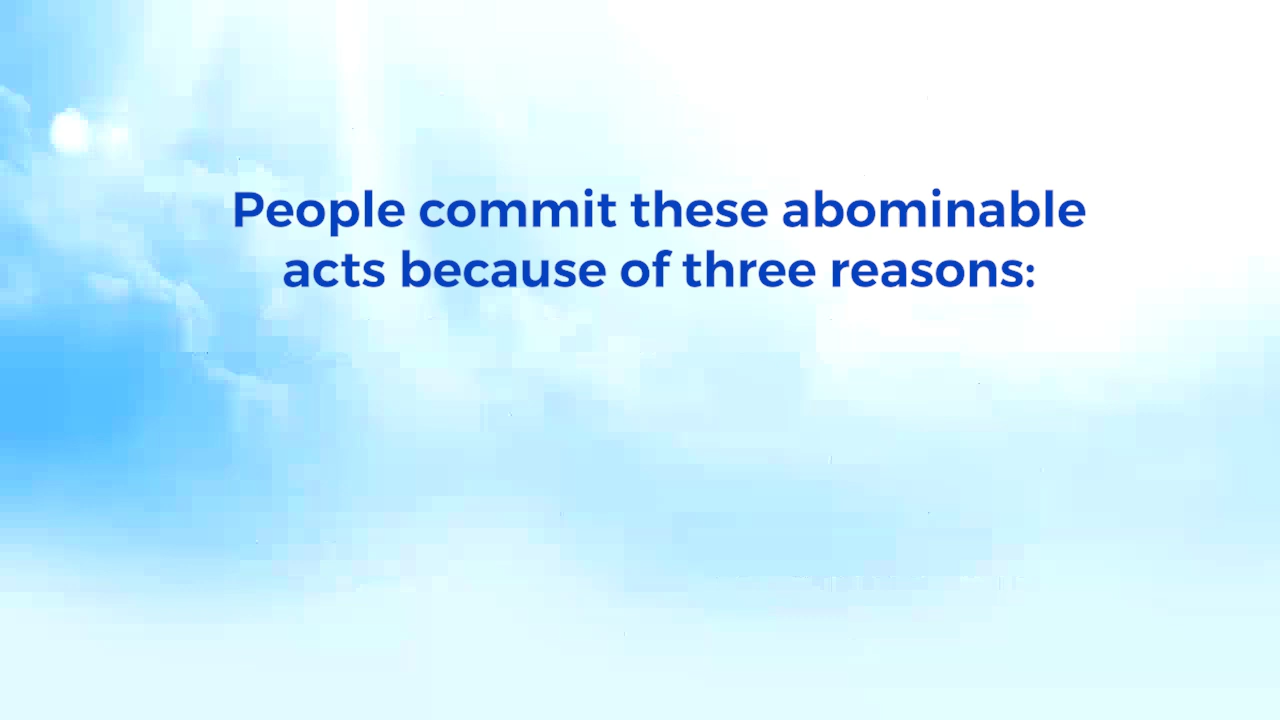 People commit these abominable
acts because of three reasons: